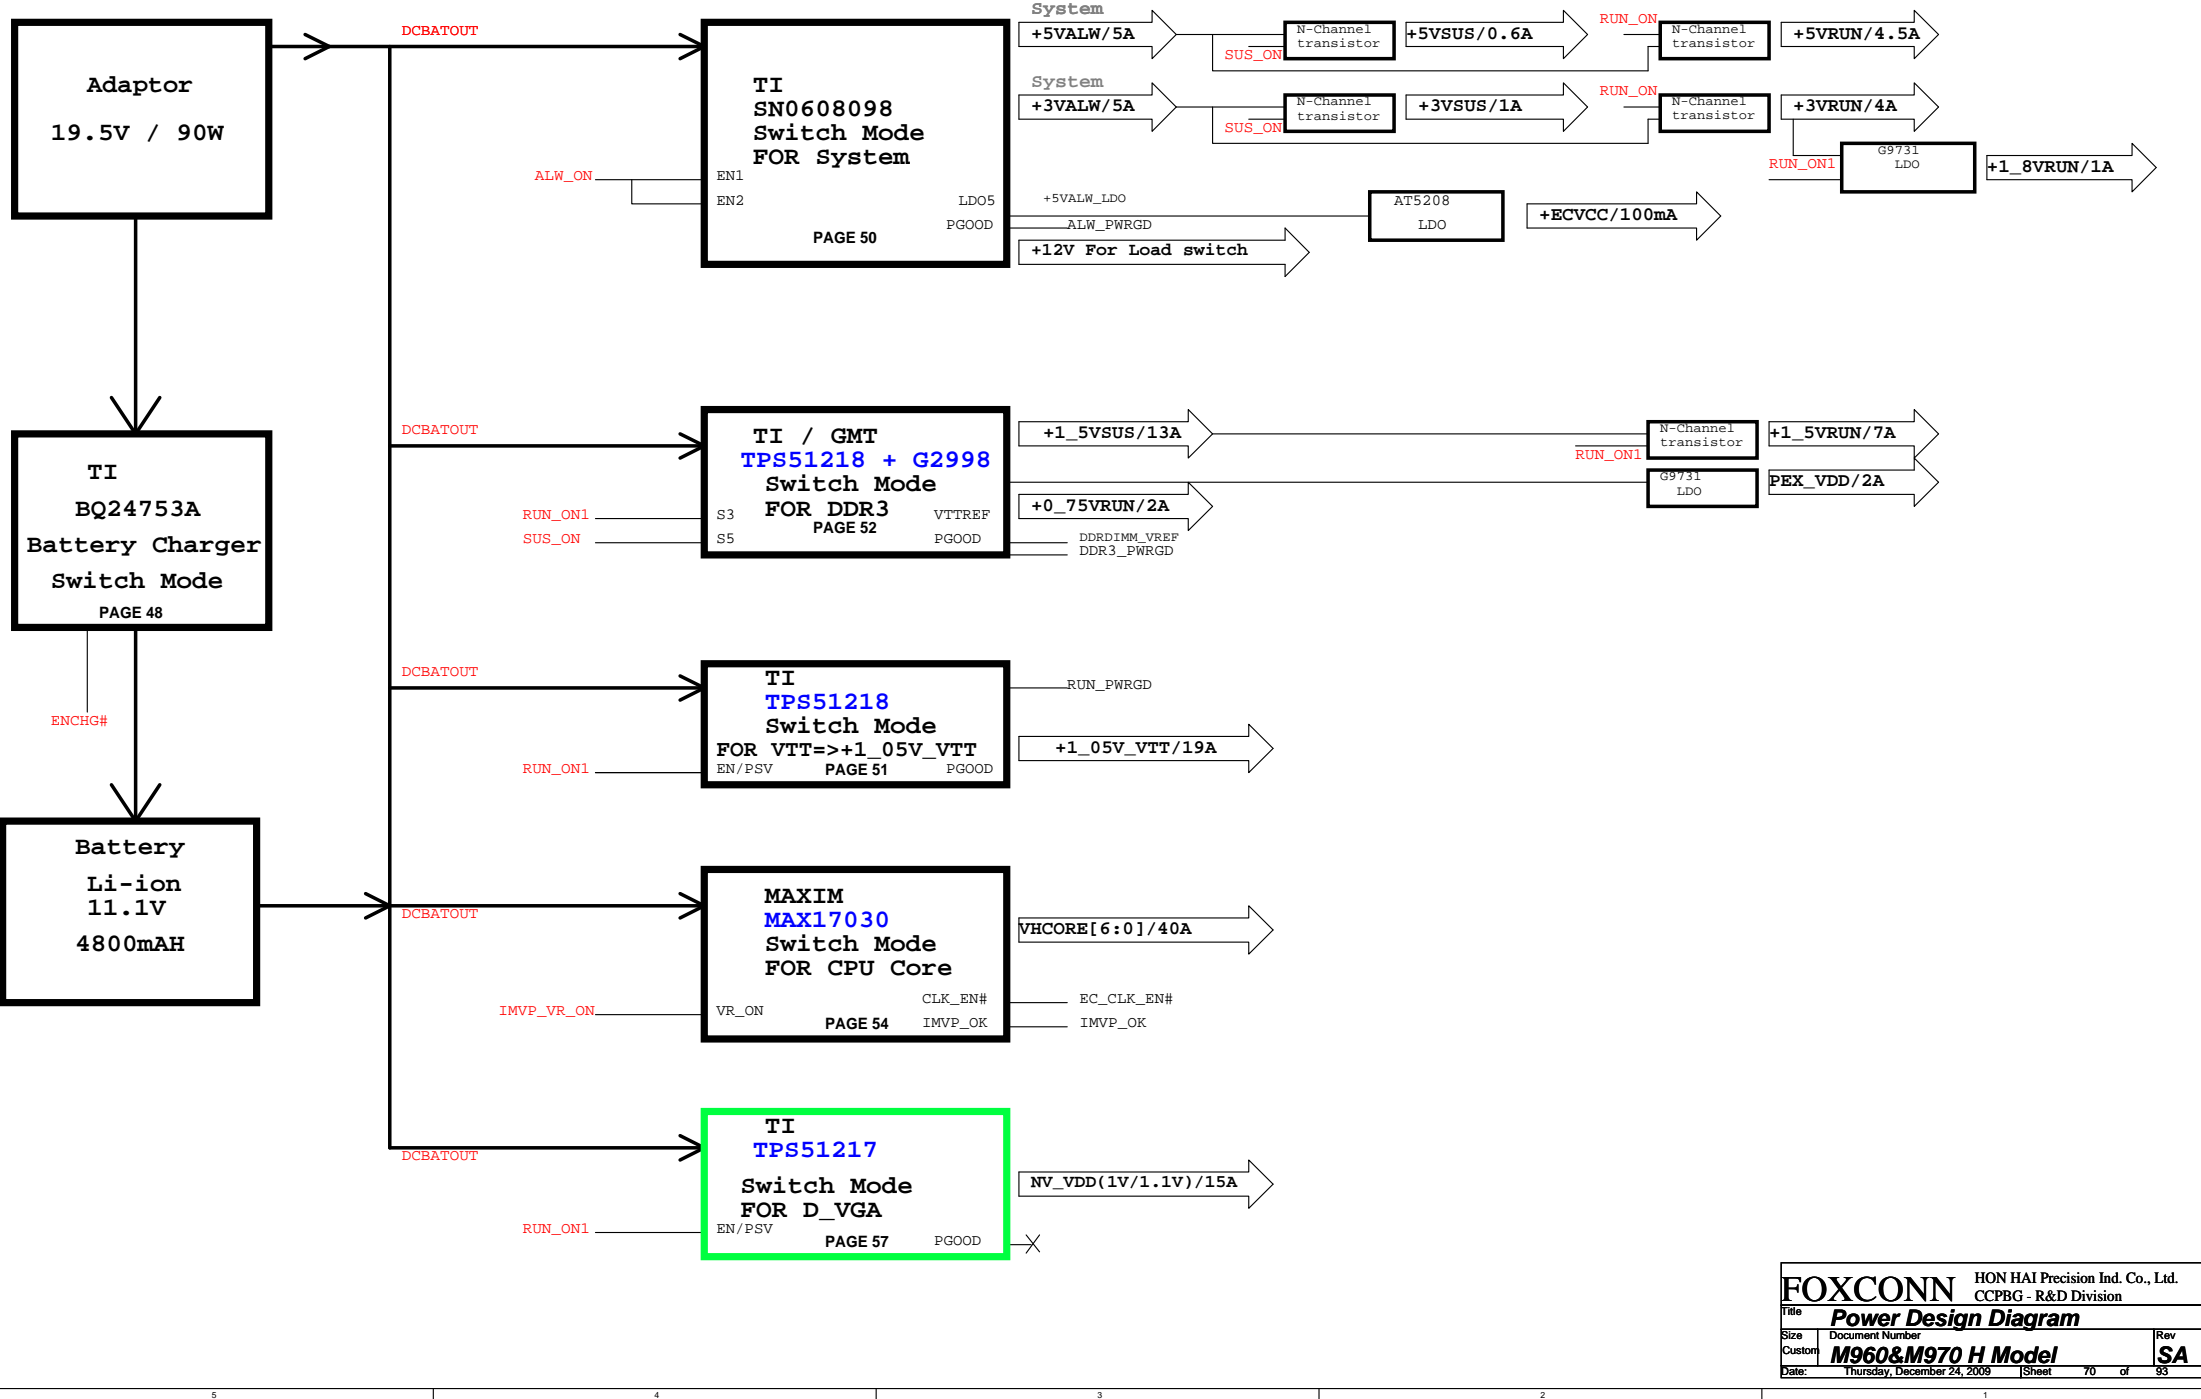 Adaptor
19.5V / 90W
TI
BQ24753A
Battery Charger
Switch Mode
PAGE 48
ENCHG#
Battery
Li-ion
11.1V
4800mAH
DCBATOUT
TI
SN0608098
Switch Mode
FOR System
ALW_ON
EN1
EN2
LDO5
PGOOD
PAGE 50
System
+5VALW/5A
SUS_ON
N-Channel
transistor
+5VSUS/0.6A
RUN_ON
N-Channel
transistor
+5VRUN/4.5A
System
+3VALW/5A
SUS_ON
N-Channel
transistor
+3VSUS/1A
RUN_ON
N-Channel
transistor
+3VRUN/4A
RUN_ON1
G9731
LDO
+1_8VRUN/1A
+5VALW_LDO
ALW_PWRGD
AT5208
LDO
+ECVCC/100mA
+12V For Load switch
DCBATOUT
TI / GMT
TPS51218 + G2998
Switch Mode
FOR DDR3
PAGE 52
RUN_ON1
SUS_ON
S3
S5
VTTREF
PGOOD
+1_5VSUS/13A
+0_75VRUN/2A
DDRDIMM_VREF
DDR3_PWRGD
RUN_ON1
N-Channel
transistor
+1_5VRUN/7A
G9731
LDO
PEX_VDD/2A
DCBATOUT
TI
TPS51218
Switch Mode
FOR VTT=>+1_05V_VTT
RUN_ON1
EN/PSV
PAGE 51
PGOOD
RUN_PWRGD
+1_05V_VTT/19A
DCBATOUT
MAXIM
MAX17030
Switch Mode
FOR CPU Core
IMVP_VR_ON
VR_ON
PAGE 54
CLK_EN#
IMVP_OK
VHCORE[6:0]/40A
EC_CLK_EN#
IMVP_OK
DCBATOUT
TI
TPS51217
Switch Mode
FOR D_VGA
RUN_ON1
EN/PSV
PAGE 57
PGOOD
NV_VDD(1V/1.1V)/15A
FOXCONN
HON HAI Precision Ind. Co., Ltd.
CCPBG - R&D Division
Title
Power Design Diagram
Size
Custom
Document Number
M960&M970 H Model
Rev
SA
Date: Thursday, December 24, 2009 Sheet 70 of 93
5 4 3 2 1